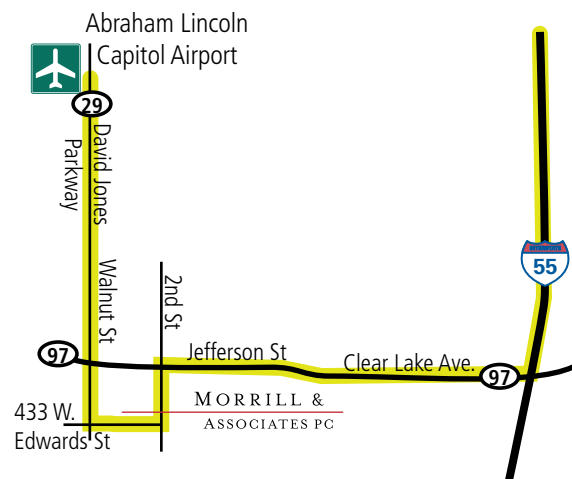 Abraham Lincoln
Capitol Airport
29
David Jones
Parkway
Walnut St
2nd St
INTERSTATE
55
97
Jefferson St
Clear Lake Ave.
97
MORRILL &
ASSOCIATES PC
433 W.
Edwards St